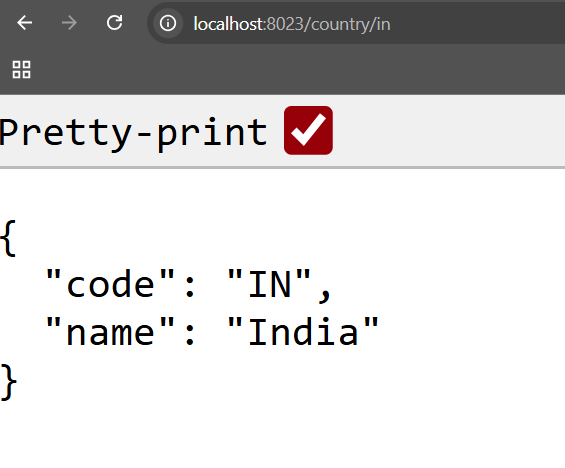 localhost:8023/country/in
Pretty-print
{
"code": "IN",
"name": "India"
}